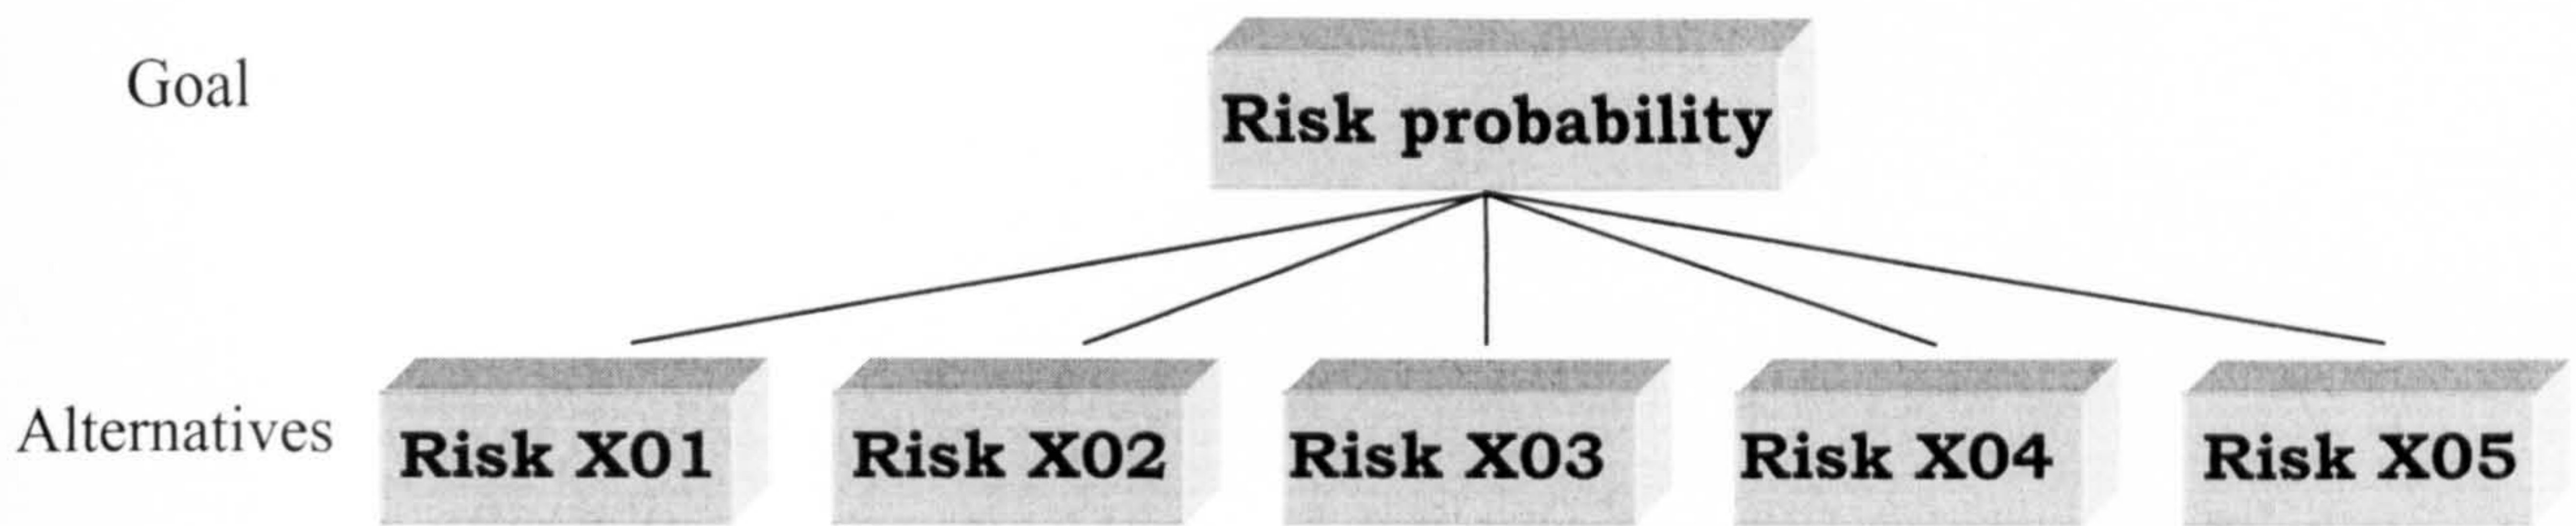 Goal
Risk probability
Alternatives
Risk X01
Risk X02
Risk X03
Risk X04
Risk X05